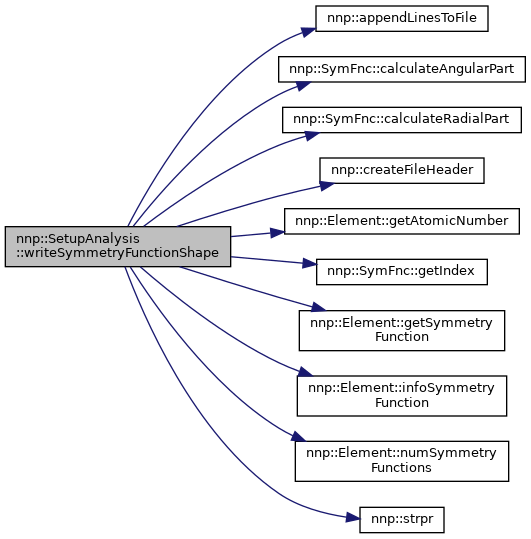 nnp::appendLinesToFile
nnp::SymFnc::calculateAngularPart
nnp::SymFnc::calculateRadialPart
nnp::createFileHeader
nnp::Element::getAtomicNumber
nnp::SetupAnalysis
::writeSymmetryFunctionShape
nnp::SymFnc::getIndex
nnp::Element::getSymmetry
Function
nnp::Element::infoSymmetry
Function
nnp::Element::numSymmetry
Functions
nnp::strpr